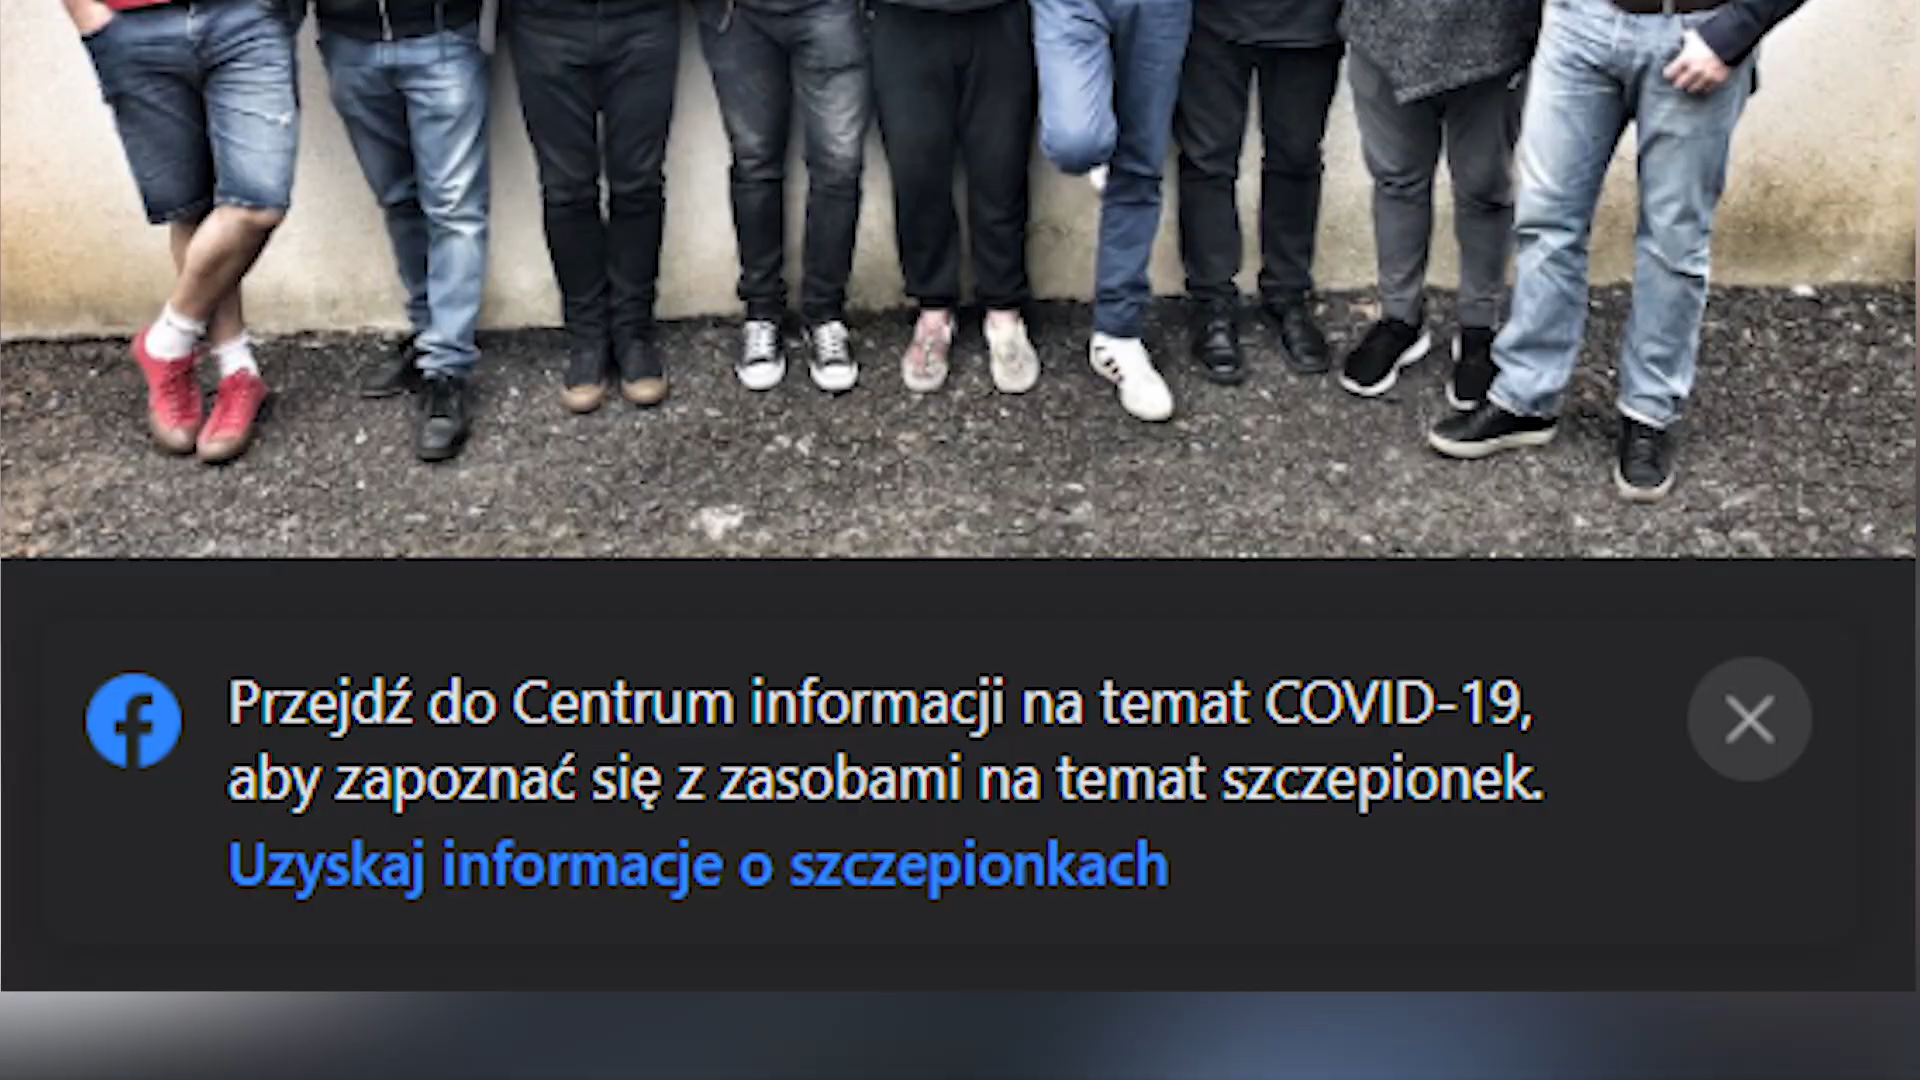 Przejdź do Centrum informacji na temat COVID-19,
aby zapoznać się z zasobami na temat szczepionek.
Uzyskaj informacje o szczepionkach